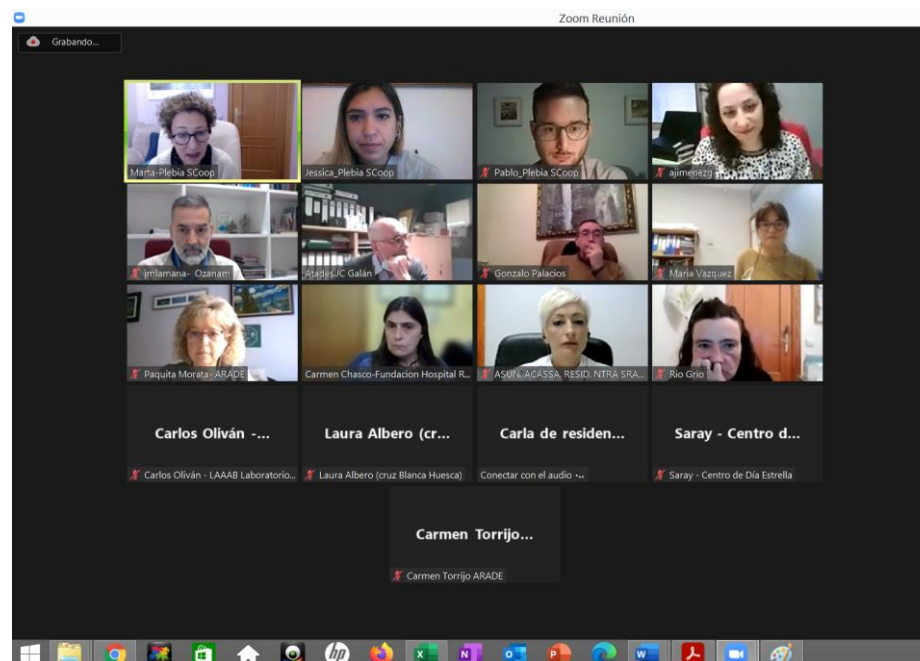 Zoom Reunión
Grabando...
Marta-Plebia SCoop
Jessica_Plebia SCoop
Pablo_Plebia SCoop
ajimenezg
jmlamana- Ozanam
AtadesJC Galán
Gonzalo Palacios
Maria Vazquez
Paquita Morata- ARADE
Carmen Chasco-Fundacion Hospital R...
ASUN. ACASSA. RESID. NTRA SRA...
Rio Grio
Carlos Oliván -...
Laura Albero (cr...
Carla de residen...
Saray - Centro d...
Carlos Oliván - LAAAB Laboratorio...
Laura Albero (cruz Blanca Huesca)
Conectar con el audio •..
Saray - Centro de Día Estrella
Carmen Torrijo...
Carmen Torrijo ARADE
hp